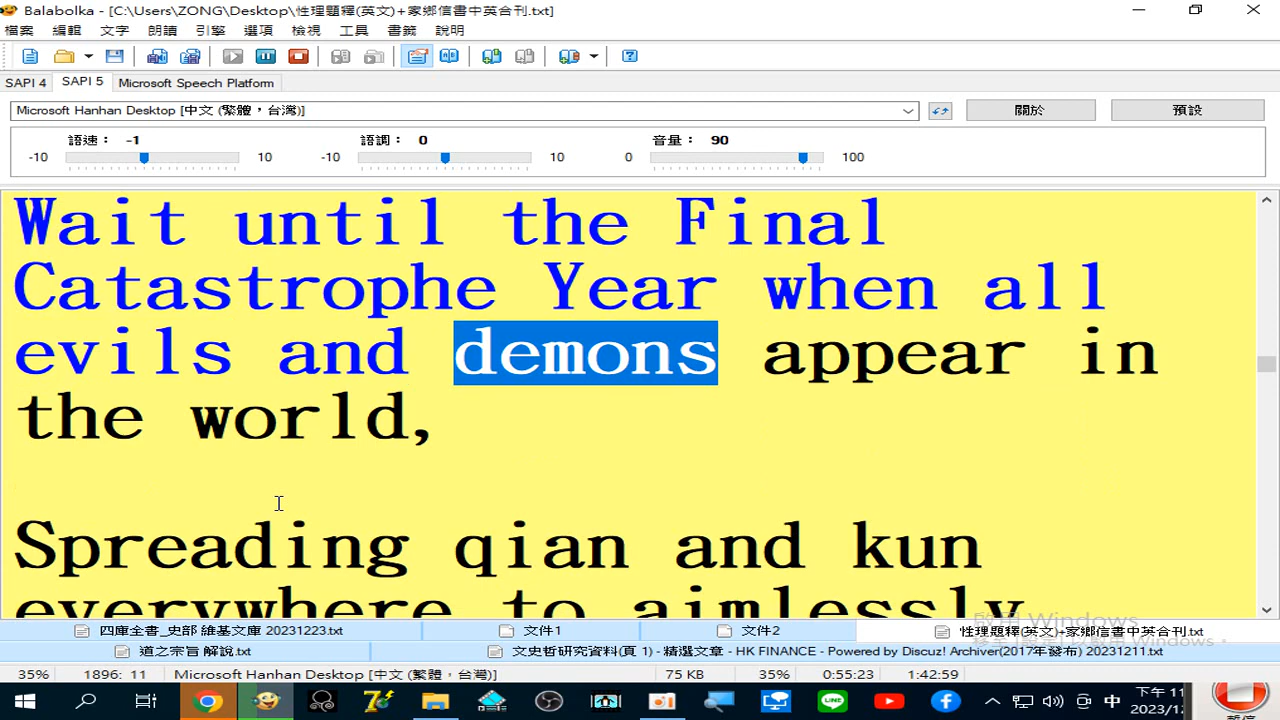 Balabolka - [C:\Users\ZONG\Desktop\性理題釋(英文)+家鄉信書中英合刊.txt]
檔案 編輯 文字 朗讀 引擎 選項 檢視 工具 書籤 說明
SAPI 4 SAPI 5 Microsoft Speech Platform
Microsoft Hanhan Desktop [中文 (繁體，台灣)] 關於 預設
語速： -1 語調： 0 音量： 90
-10 10 -10 10 0 100
Wait until the Final
Catastrophe Year when all
evils and demons appear in
the world,
Spreading qian and kun
everywhere to aimlessly
啟用 Windows
四庫全書_史部 維基文庫 20231223.txt 文件1 文件2 性理題釋(英文)+家鄉信書中英合刊.txt
道之宗旨 解說.txt 文史哲研究資料(頁 1) - 精選文章 - HK FINANCE - Powered by Discuz! Archiver(2017年發布) 20231211.txt
35% 1896: 11 Microsoft Hanhan Desktop [中文 (繁體，台灣)] 75 KB 35% 0:55:23 1:42:59
中 下午 11
2023/12